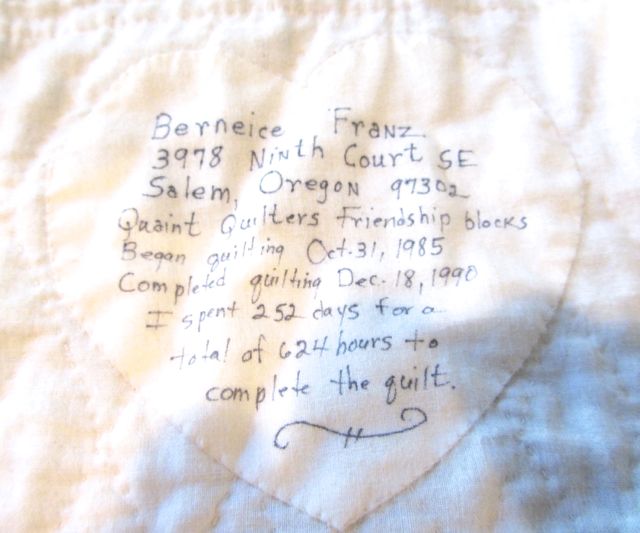 Berneice Franz
3978 Ninth Court SE
Salem, Oregon 97302
Quaint Quilters Friendship blocks
Began quilting Oct. 31, 1985
Completed quilting Dec. 18, 1990
I spent 252 days for a
total of 624 hours to
complete the quilt.